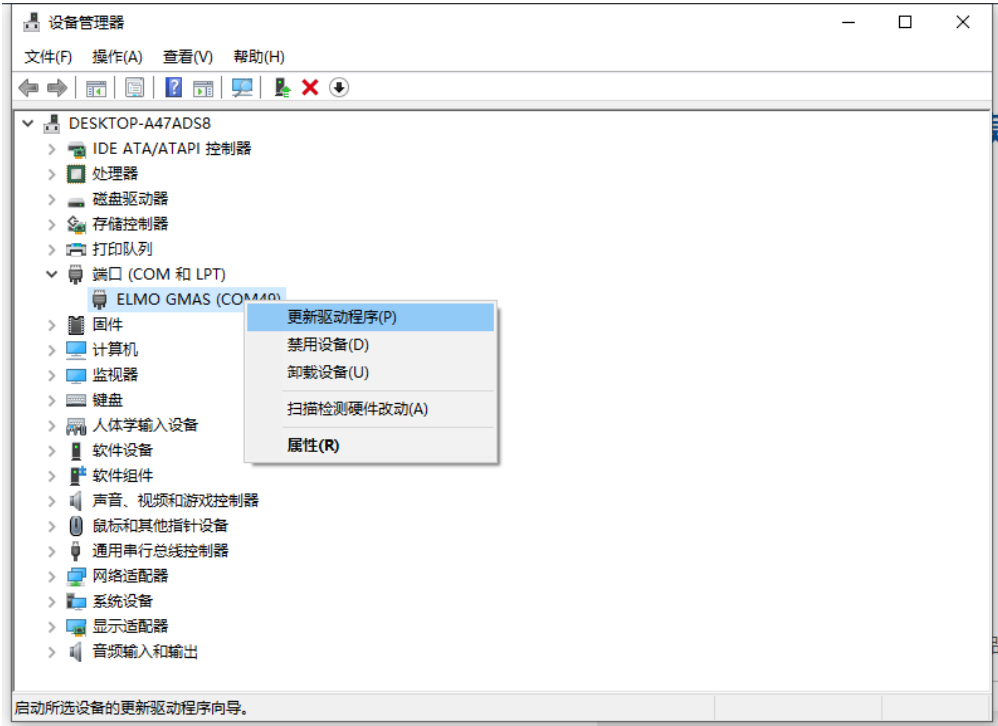 设备管理器
文件(F) 操作(A) 查看(V) 帮助(H)
DESKTOP-A47ADS8
IDE ATA/ATAPI 控制器
处理器
磁盘驱动器
存储控制器
打印队列
端口 (COM 和 LPT)
ELMO GMAS (COM49)
更新驱动程序(P)
禁用设备(D)
卸载设备(U)
扫描检测硬件改动(A)
属性(R)
固件
计算机
监视器
键盘
人体学输入设备
软件设备
软件组件
声音、视频和游戏控制器
鼠标和其他指针设备
通用串行总线控制器
网络适配器
系统设备
显示适配器
音频输入和输出
启动所选设备的更新驱动程序向导。